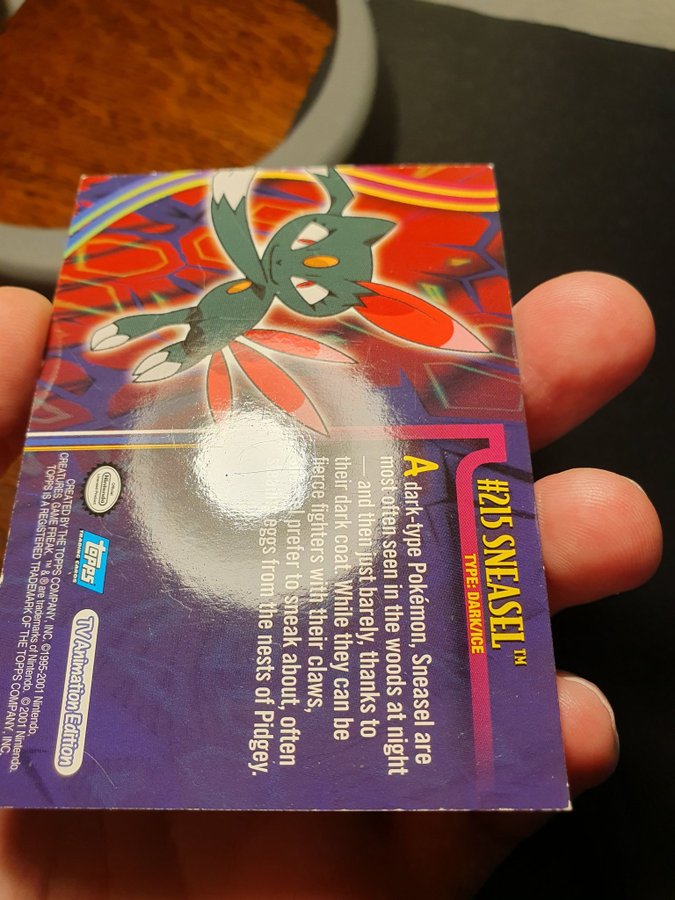 #215 SNEASEL™
TYPE: DARK/ICE
A dark-type Pokémon, Sneasel are
most often seen in the woods at night
—and then just barely, thanks to
their dark coat. While they can be
fierce fighters with their claws,
prefer to sneak about, often
eggs from the nests of Pidgey.
Nintendo
topps
TRADING CARDS
TV Animation Edition
CREATED BY THE TOPPS COMPANY, INC. ©1995-2001 Nintendo,
CREATURES, GAME FREAK. ™ & ® are trademarks of Nintendo. © 2001 Nintendo.
TOPPS IS A REGISTERED TRADEMARK OF THE TOPPS COMPANY, INC.